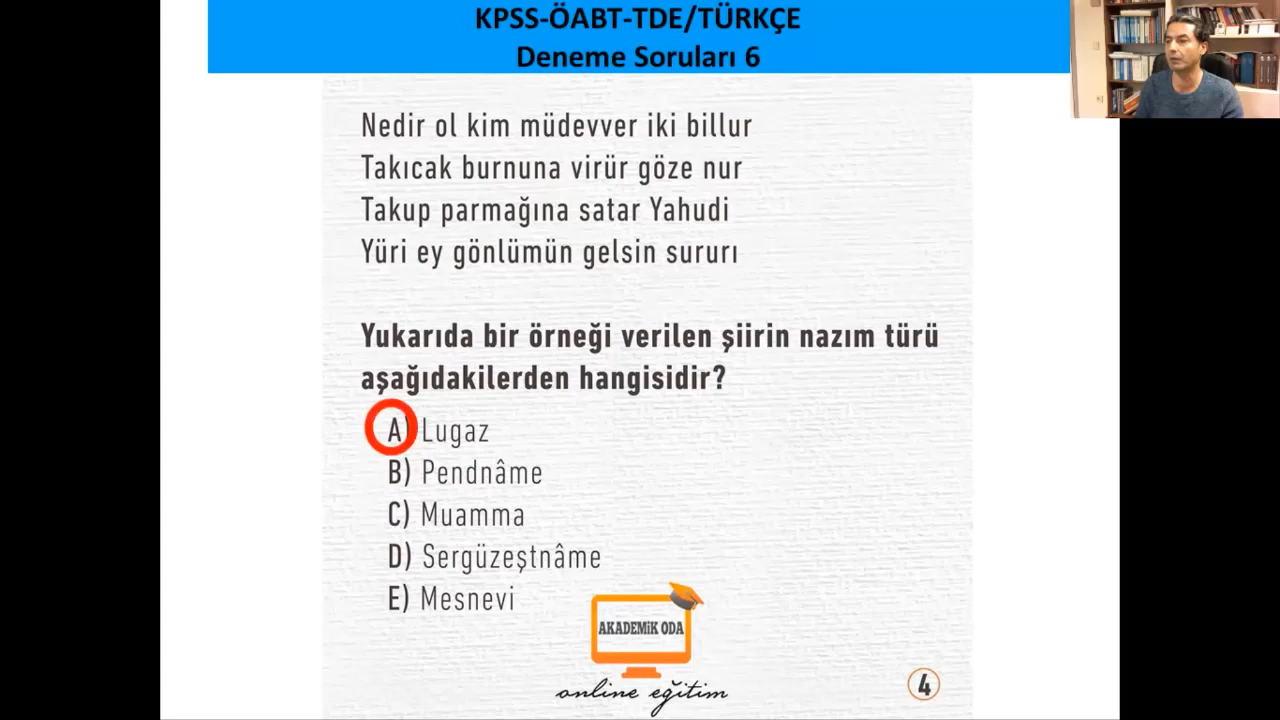 KPSS-ÖABT-TDE/TÜRKÇE
Deneme Soruları 6
Nedir ol kim müdevver iki billur
Takıcak burnuna virür göze nur
Takup parmağına satar Yahudi
Yüri ey gönlümün gelsin sururı
Yukarıda bir örneği verilen şiirin nazım türü
aşağıdakilerden hangisidir?
A) Lugaz
B) Pendnâme
C) Muamma
D) Sergüzeştnâme
E) Mesnevi
AKADEMİK ODA
online eğitim
4